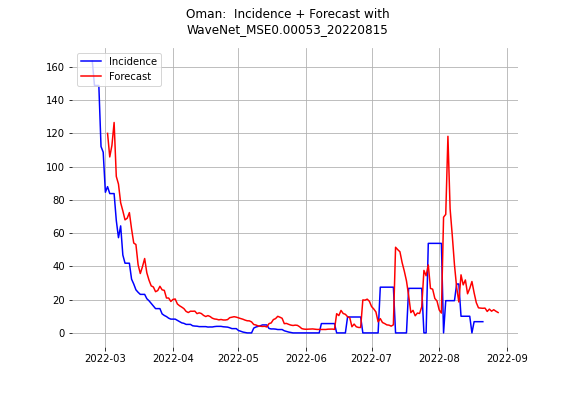 Oman:  Incidence + Forecast with
WaveNet_MSE0.00053_20220815
Incidence
Forecast
160
140
120
100
80
60
40
20
0
2022-03 2022-04 2022-05 2022-06 2022-07 2022-08 2022-09